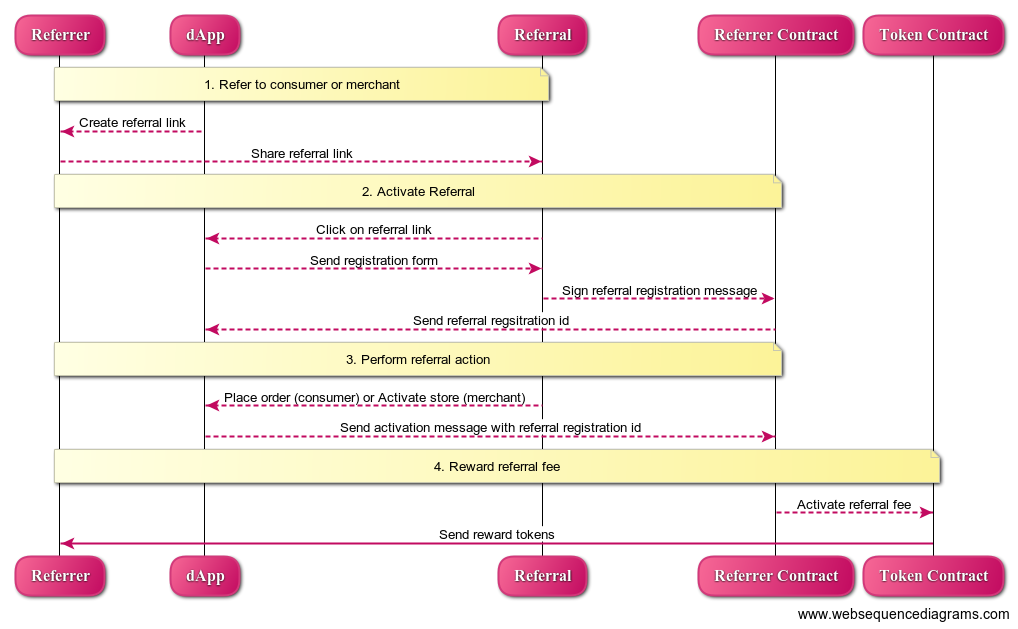 Referrer
dApp
Referral
Referrer Contract
Token Contract
1. Refer to consumer or merchant
Create referral link
Share referral link
2. Activate Referral
Click on referral link
Send registration form
Sign referral registration message
Send referral regsitration id
3. Perform referral action
Place order (consumer) or Activate store (merchant)
Send activation message with referral registration id
4. Reward referral fee
Activate referral fee
Send reward tokens
Referrer
dApp
Referral
Referrer Contract
Token Contract
www.websequencediagrams.com